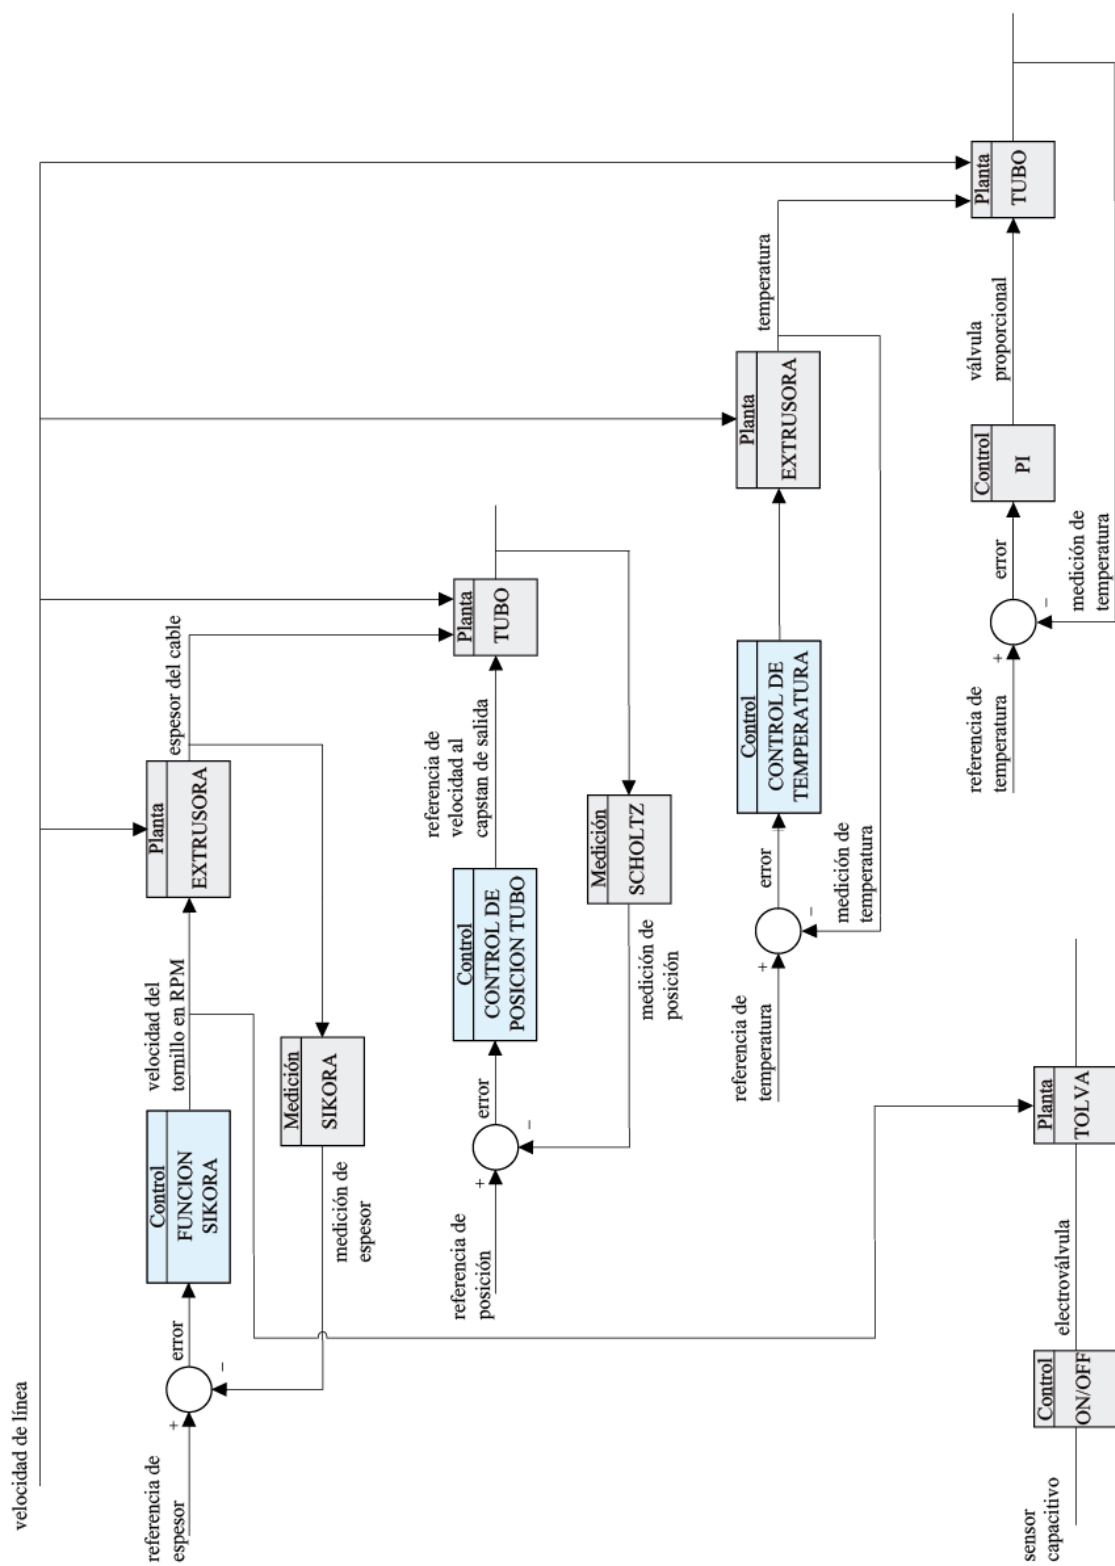 velocidad de línea
referencia de
espesor
+
−
error
Control
FUNCION
SIKORA
velocidad del
tornillo en RPM
Planta
EXTRUSORA
espesor del cable
Medición
SIKORA
medición de
espesor
referencia de
posición
+
−
error
Control
CONTROL DE
POSICION TUBO
referencia de
velocidad al
capstan de salida
Planta
TUBO
Medición
SCHOLTZ
medición de
posición
referencia de
temperatura
+
−
error
Control
CONTROL DE
TEMPERATURA
Planta
EXTRUSORA
temperatura
medición de
temperatura
referencia de
temperatura
+
−
error
Control
PI
válvula
proporcional
Planta
TUBO
medición de
temperatura
sensor
capacitivo
Control
ON/OFF
electroválvula
Planta
TOLVA